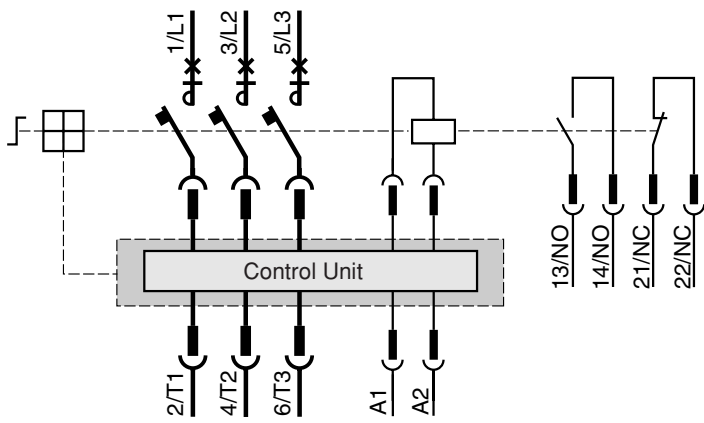 1/L1
3/L2
5/L3
Control Unit
13/NO
14/NO
21/NC
22/NC
2/T1
4/T2
6/T3
A1
A2